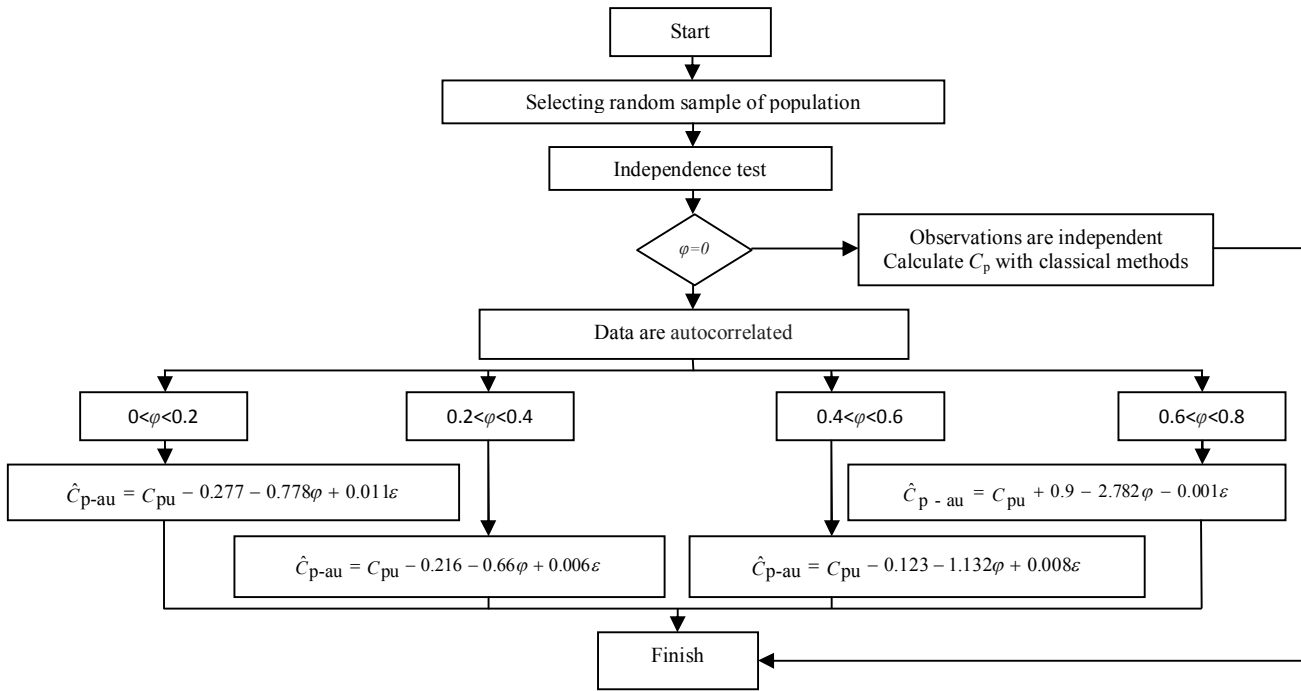 Start
Selecting random sample of population
Independence test
φ=0
Observations are independent
Calculate Cp with classical methods
Data are autocorrelated
0<φ<0.2
0.2<φ<0.4
0.4<φ<0.6
0.6<φ<0.8
Ĉp-au = Cpu − 0.277 − 0.778φ + 0.011ε
Ĉp - au = Cpu + 0.9 − 2.782φ − 0.001ε
Ĉp-au = Cpu − 0.216 − 0.66φ + 0.006ε
Ĉp-au = Cpu − 0.123 − 1.132φ + 0.008ε
Finish